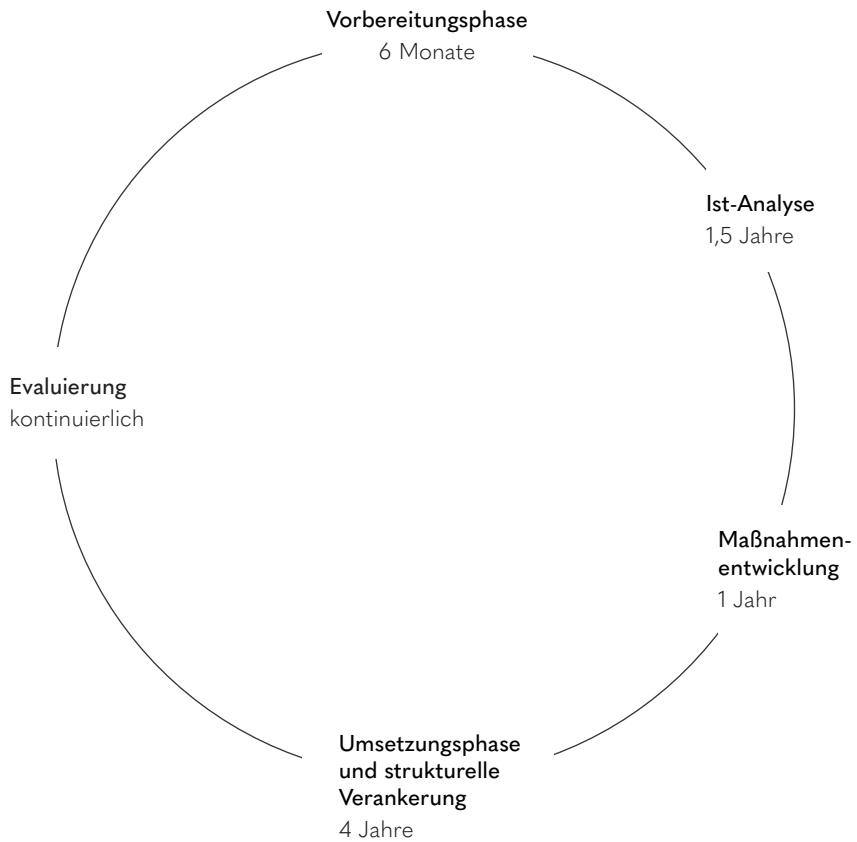 Vorbereitungsphase
6 Monate
Ist-Analyse
1,5 Jahre
Maßnahmen-
entwicklung
1 Jahr
Umsetzungsphase
und strukturelle
Verankerung
4 Jahre
Evaluierung
kontinuierlich